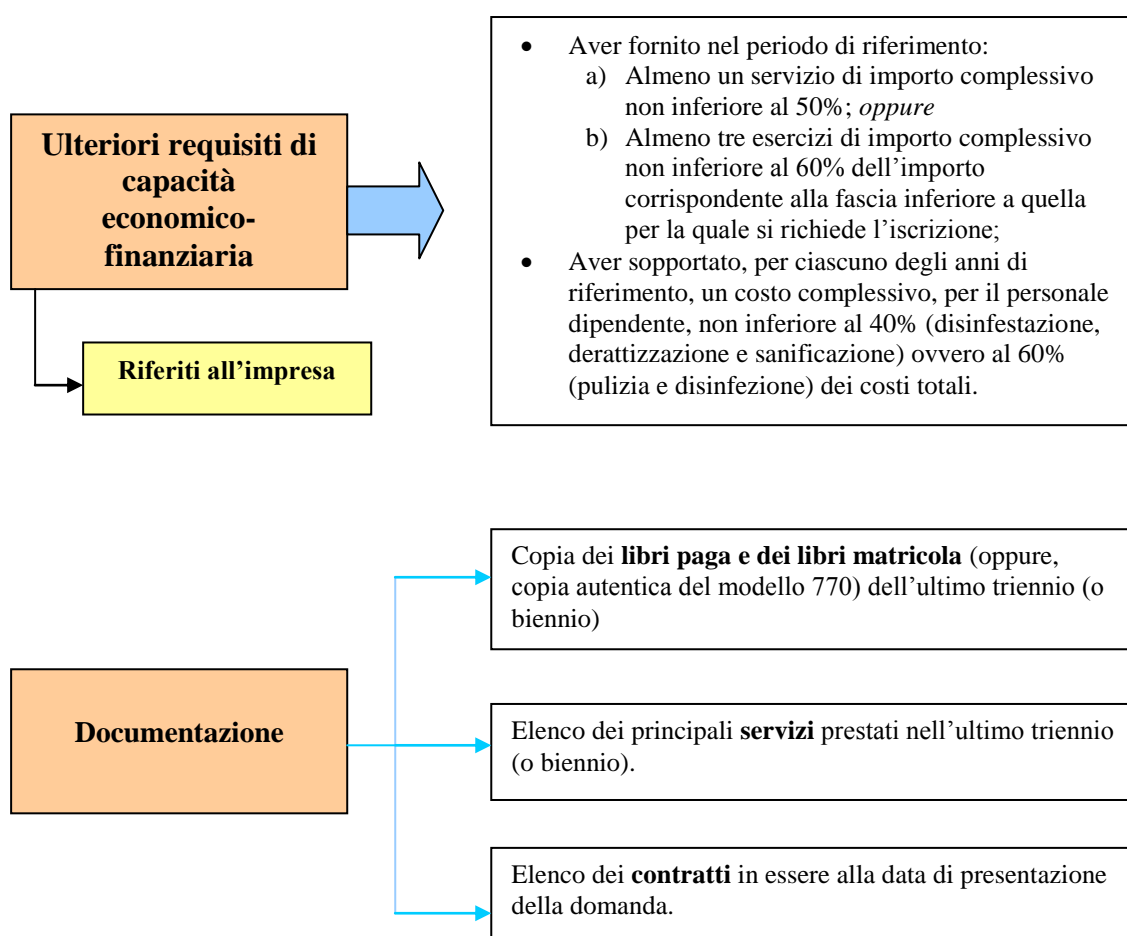 Ulteriori requisiti di
capacità
economico-
finanziaria
Riferiti all’impresa
• Aver fornito nel periodo di riferimento:
a) Almeno un servizio di importo complessivo
non inferiore al 50%; oppure
b) Almeno tre esercizi di importo complessivo
non inferiore al 60% dell’importo
corrispondente alla fascia inferiore a quella
per la quale si richiede l’iscrizione;
• Aver sopportato, per ciascuno degli anni di
riferimento, un costo complessivo, per il personale
dipendente, non inferiore al 40% (disinfestazione,
derattizzazione e sanificazione) ovvero al 60%
(pulizia e disinfezione) dei costi totali.
Documentazione
Copia dei libri paga e dei libri matricola (oppure,
copia autentica del modello 770) dell’ultimo triennio (o
biennio)
Elenco dei principali servizi prestati nell’ultimo triennio
(o biennio).
Elenco dei contratti in essere alla data di presentazione
della domanda.